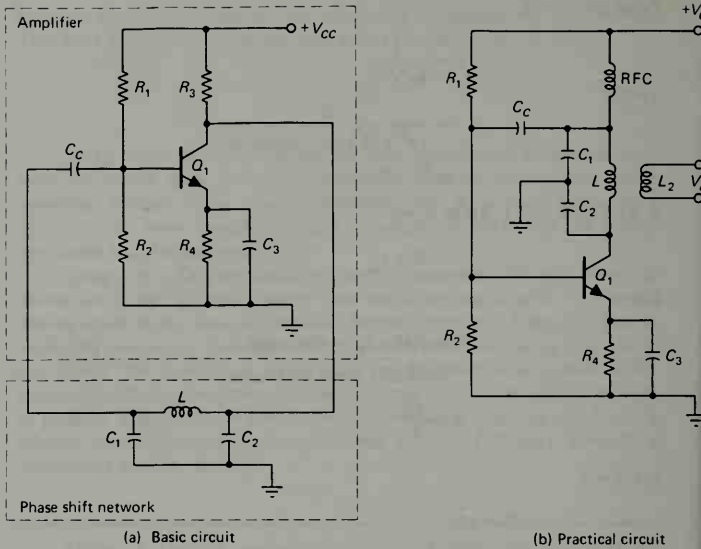 Amplifier
+V_CC
R_1
R_3
C_C
Q_1
R_2
R_4
C_3
L
C_1
C_2
Phase shift network
(a) Basic circuit
R_1
RFC
C_C
C_1
L
L_2
C_2
Q_1
R_2
R_4
C_3
(b) Practical circuit